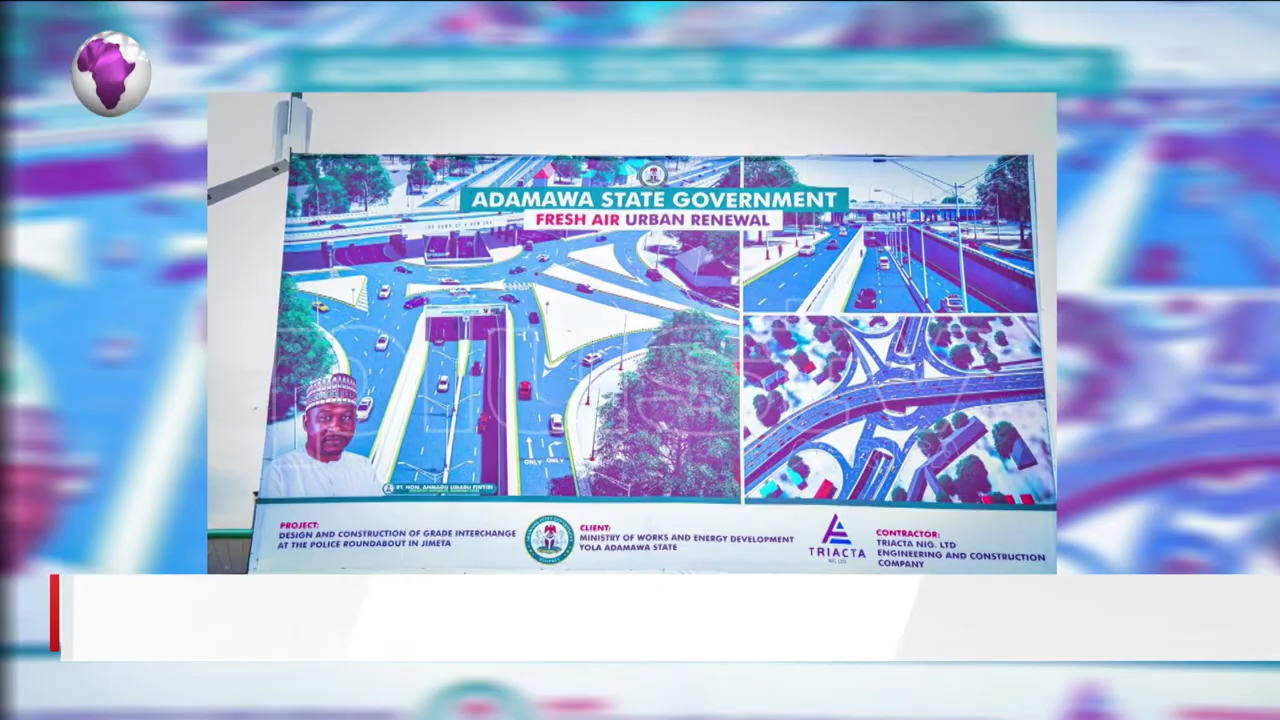 ADAMAWA STATE GOVERNMENT
FRESH AIR URBAN RENEWAL
ONLY ONLY
RT. HON. AHMADU UMARU FINTIRI
PROJECT:
DESIGN AND CONSTRUCTION OF GRADE INTERCHANGE
AT THE POLICE ROUNDABOUT IN JIMETA
CLIENT:
MINISTRY OF WORKS AND ENERGY DEVELOPMENT
YOLA ADAMAWA STATE
TRIACTA
NIG. LTD
CONTRACTOR:
TRIACTA NIG. LTD
ENGINEERING AND CONSTRUCTION
COMPANY